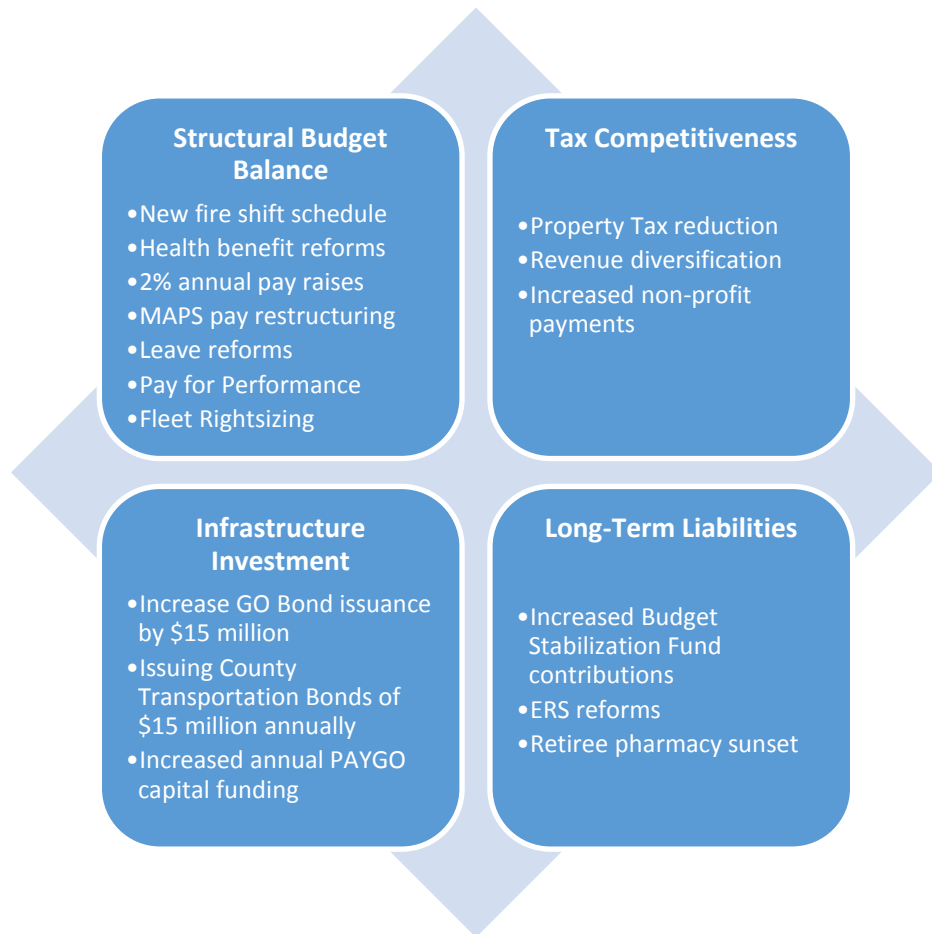 Structural Budget
Balance
•New fire shift schedule
•Health benefit reforms
•2% annual pay raises
•MAPS pay restructuring
•Leave reforms
•Pay for Performance
•Fleet Rightsizing
Tax Competitiveness
•Property Tax reduction
•Revenue diversification
•Increased non-profit
payments
Infrastructure
Investment
•Increase GO Bond issuance
by $15 million
•Issuing County
Transportation Bonds of
$15 million annually
•Increased annual PAYGO
capital funding
Long-Term Liabilities
•Increased Budget
Stabilization Fund
contributions
•ERS reforms
•Retiree pharmacy sunset